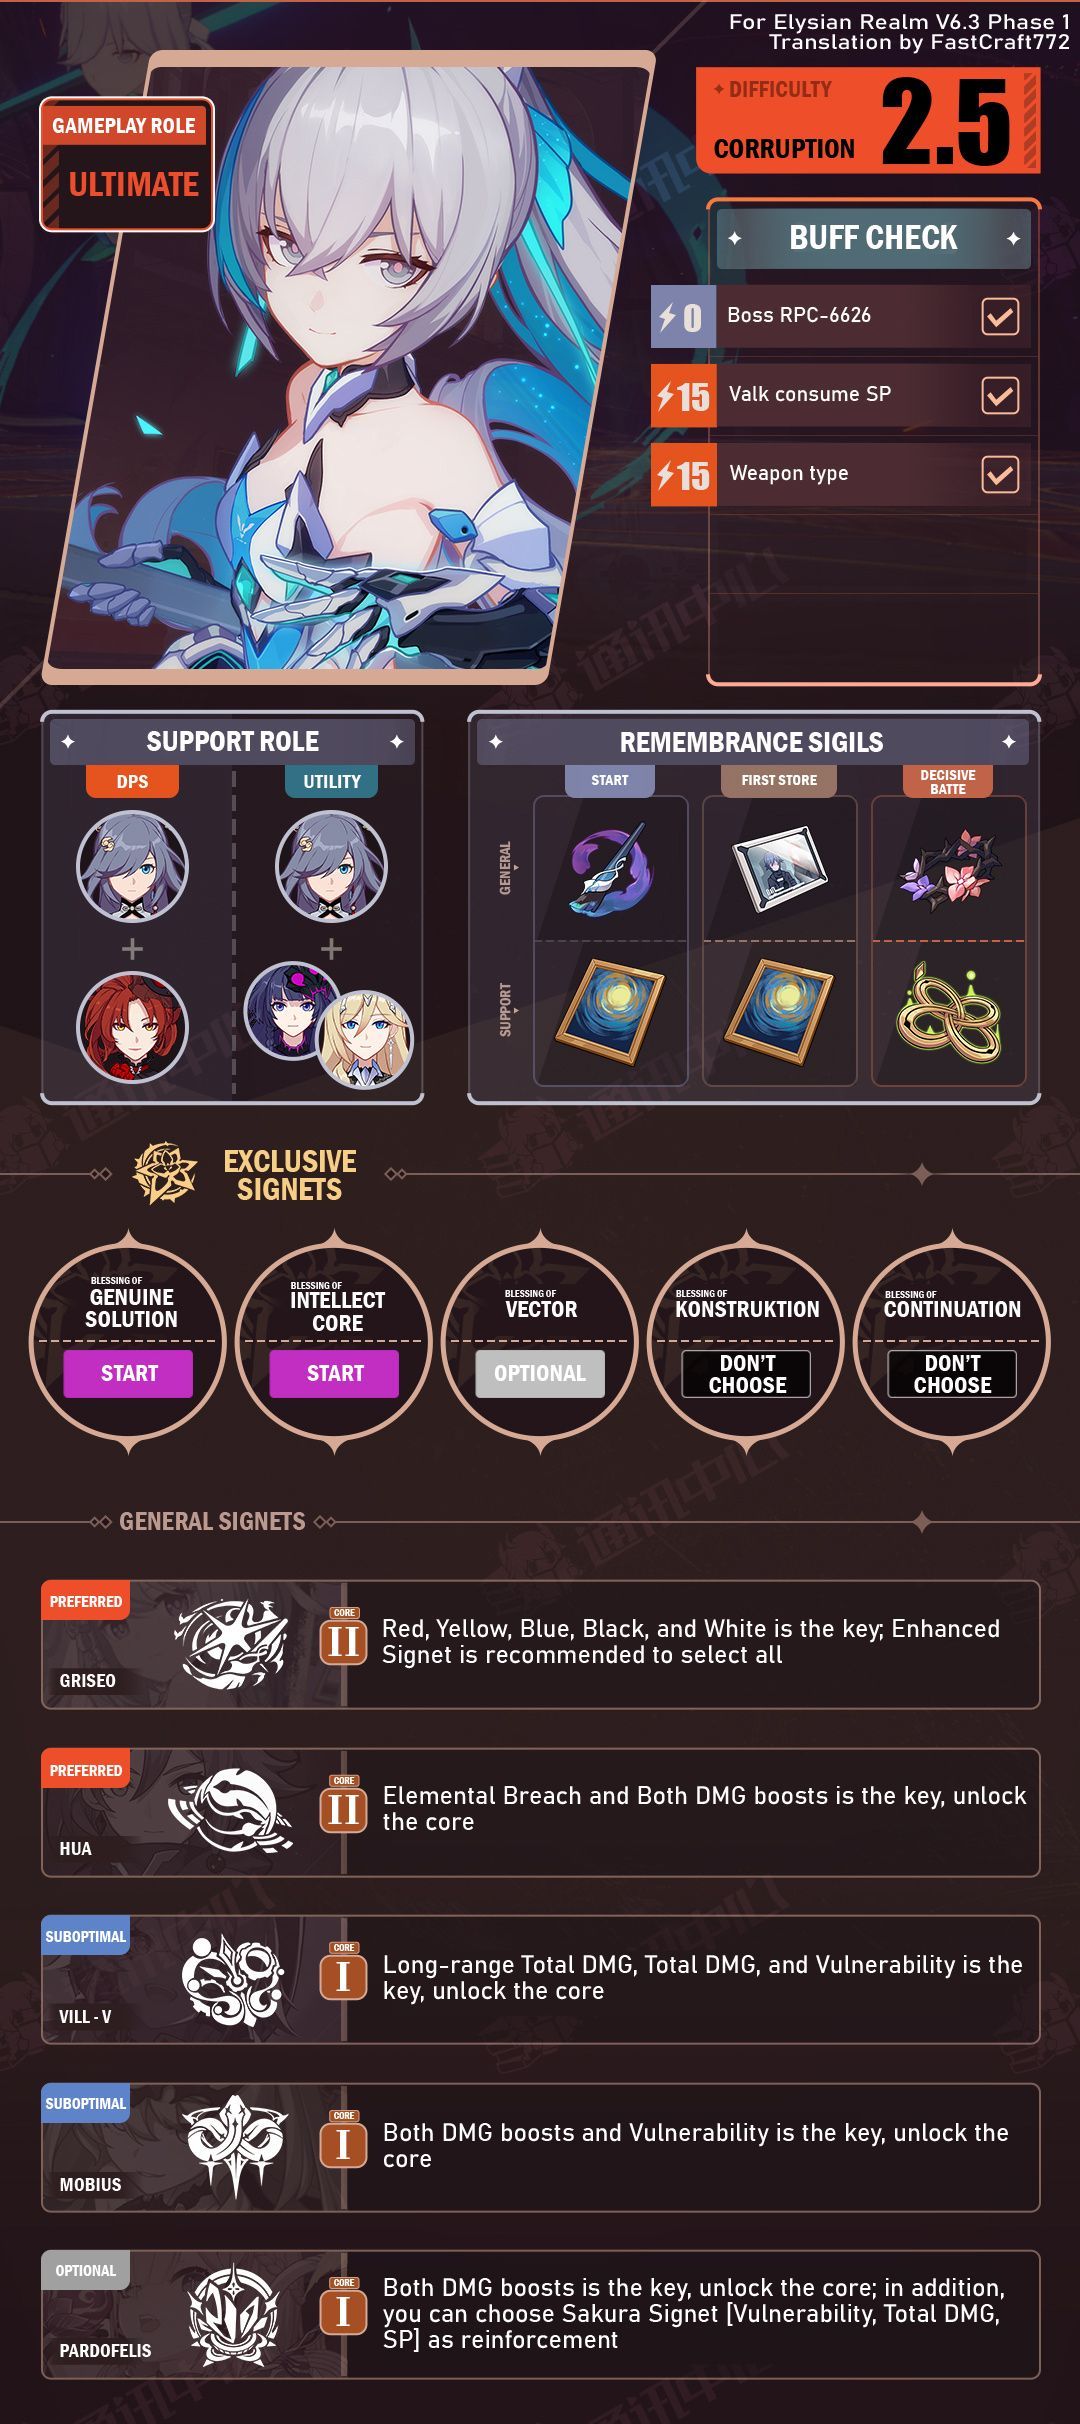 For Elysian Realm V6.3 Phase 1
Translation by FastCraft772
GAMEPLAY ROLE
ULTIMATE
DIFFICULTY
CORRUPTION
2.5
BUFF CHECK
0 Boss RPC-6626
15 Valk consume SP
15 Weapon type
SUPPORT ROLE
DPS
UTILITY
REMEMBRANCE SIGILS
START
FIRST STORE
DECISIVE
BATTE
GENERAL
SUPPORT
EXCLUSIVE
SIGNETS
BLESSING OF
GENUINE
SOLUTION
START
BLESSING OF
INTELLECT
CORE
START
BLESSING OF
VECTOR
OPTIONAL
BLESSING OF
KONSTRUKTION
DON'T
CHOOSE
BLESSING OF
CONTINUATION
DON'T
CHOOSE
GENERAL SIGNETS
PREFERRED
GRISEO
CORE
II
Red, Yellow, Blue, Black, and White is the key; Enhanced
Signet is recommended to select all
PREFERRED
HUA
CORE
II
Elemental Breach and Both DMG boosts is the key, unlock
the core
SUBOPTIMAL
VILL - V
CORE
I
Long-range Total DMG, Total DMG, and Vulnerability is the
key, unlock the core
SUBOPTIMAL
MOBIUS
CORE
I
Both DMG boosts and Vulnerability is the key, unlock the
core
OPTIONAL
PARDOFELIS
CORE
I
Both DMG boosts is the key, unlock the core; in addition,
you can choose Sakura Signet [Vulnerability, Total DMG,
SP] as reinforcement